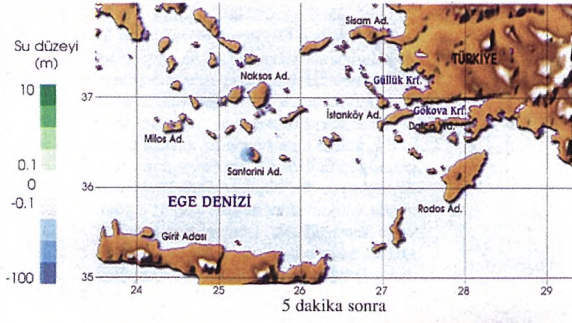 Su düzeyi
(m)
10
0.1
0
-0.1
-100
37
36
35
24
25
26
27
28
29
Sisam Ad.
TÜRKİYE
Naksos Ad.
Güllük Krf.
Gökova Krf.
İstanköy Ad.
Datça Yrd.
Milos Ad.
Santorini Ad.
Rodos Ad.
EGE DENİZİ
Girit Adası
5 dakika sonra